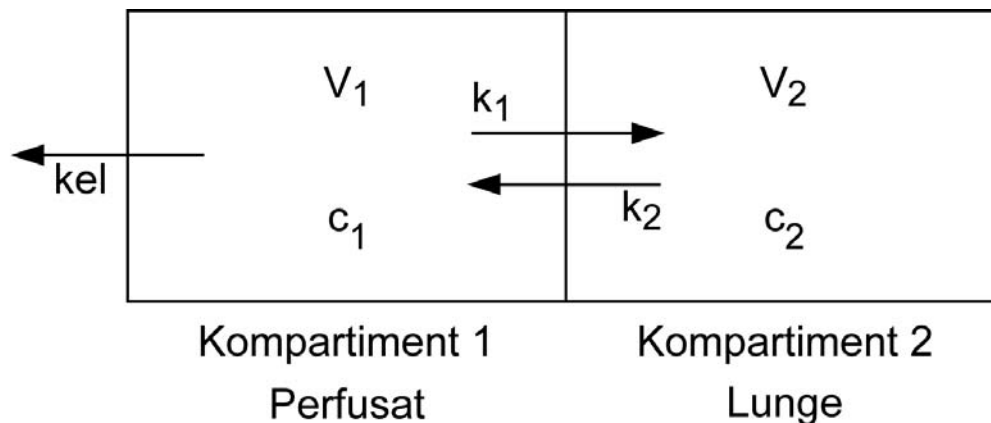 V1
k1
V2
kel
k2
c1
c2
Kompartiment 1
Kompartiment 2
Perfusat
Lunge